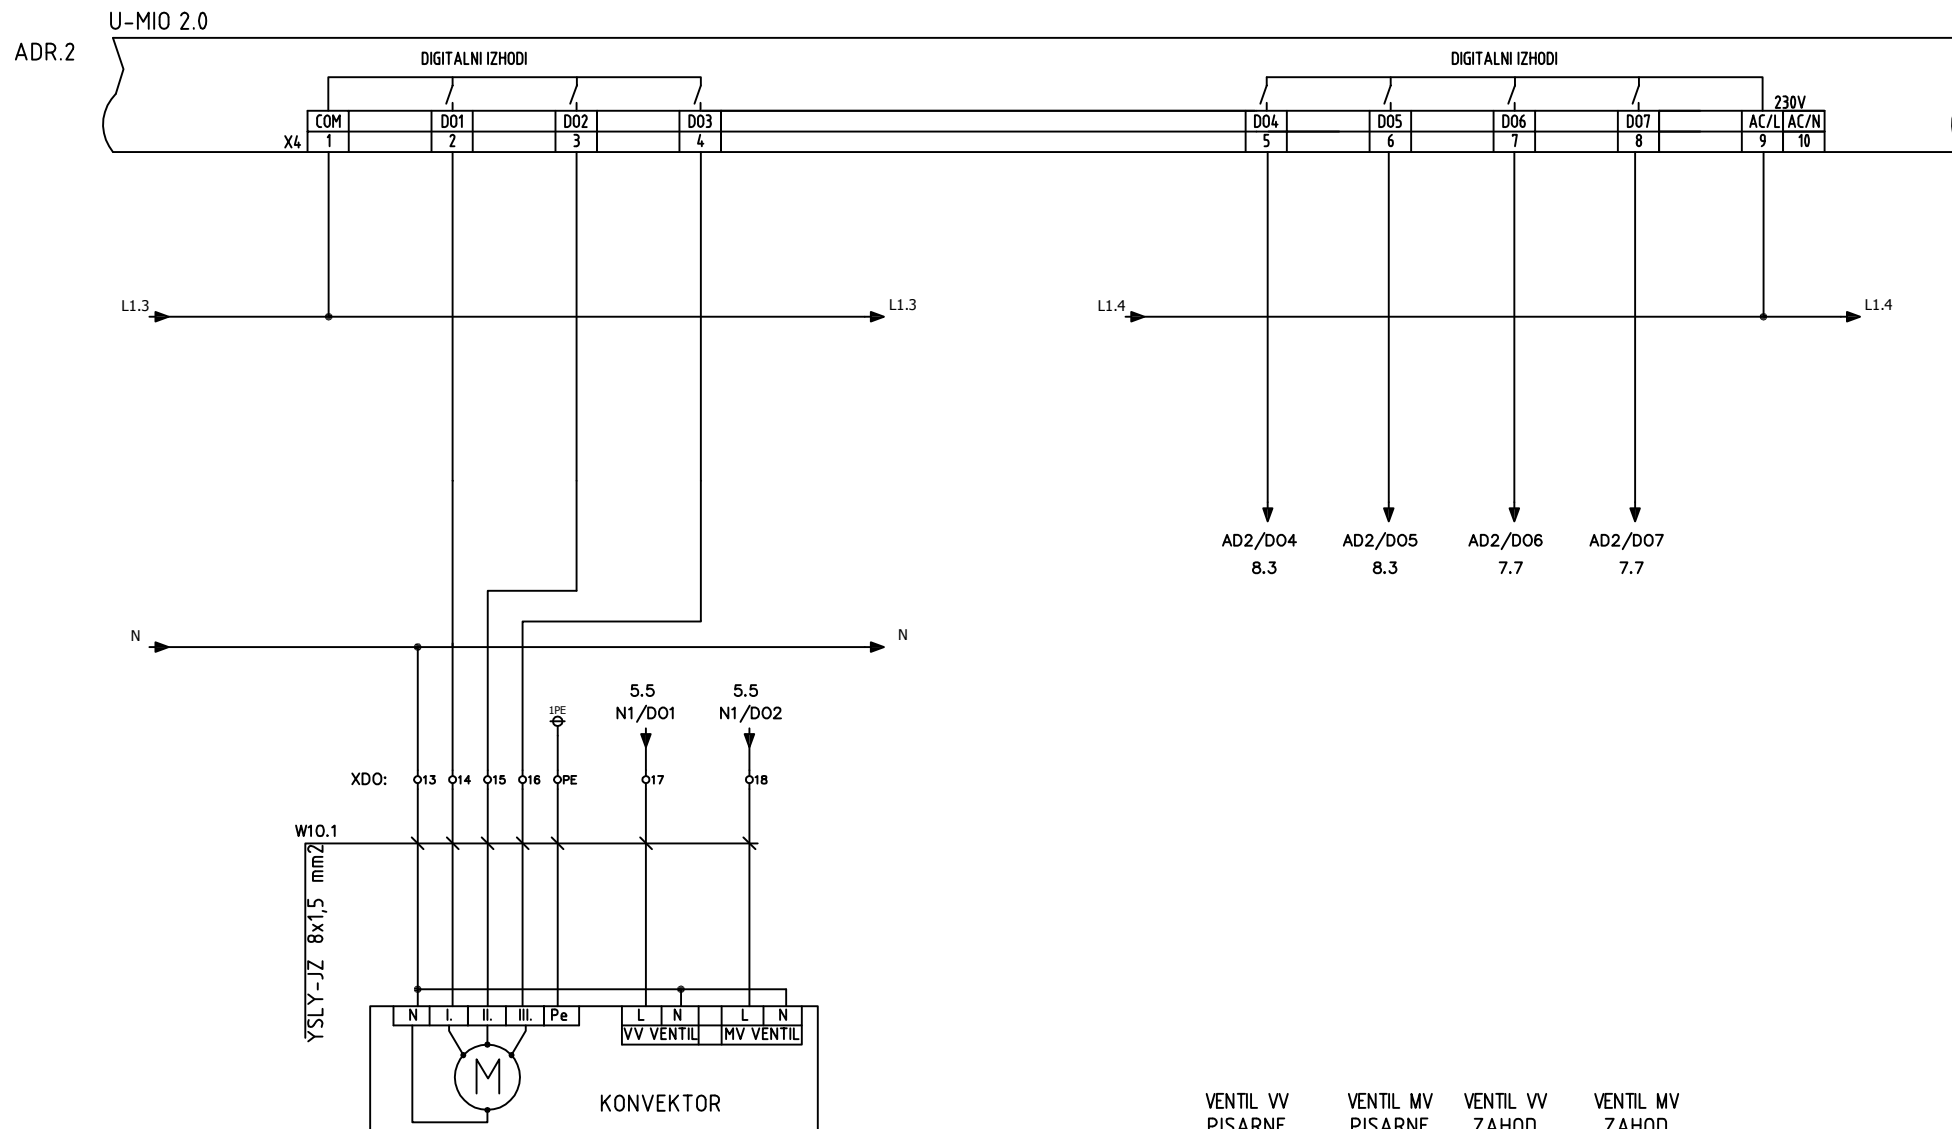 U-MIO 2.0
ADR.2
DIGITALNI IZHODI DIGITALNI IZHODI
230V
COM DO1 DO2 DO3 DO4 DO5 DO6 DO7 AC/L AC/N
X4 1 2 3 4 5 6 7 8 9 10
L1.3 L1.3 L1.4 L1.4
AD2/DO4 AD2/DO5 AD2/DO6 AD2/DO7
8.3 8.3 7.7 7.7
N N
5.5 5.5
1PE N1/DO1 N1/DO2
XDO: 13 14 15 16 PE 17 18
W10.1
YSLY-JZ 8x1,5 mm2
N I. II. III. Pe L N L N
VV VENTIL MV VENTIL
M
KONVEKTOR
VENTIL VV VENTIL MV VENTIL VV VENTIL MV
PISARNE PISARNE ZAHOD ZAHOD